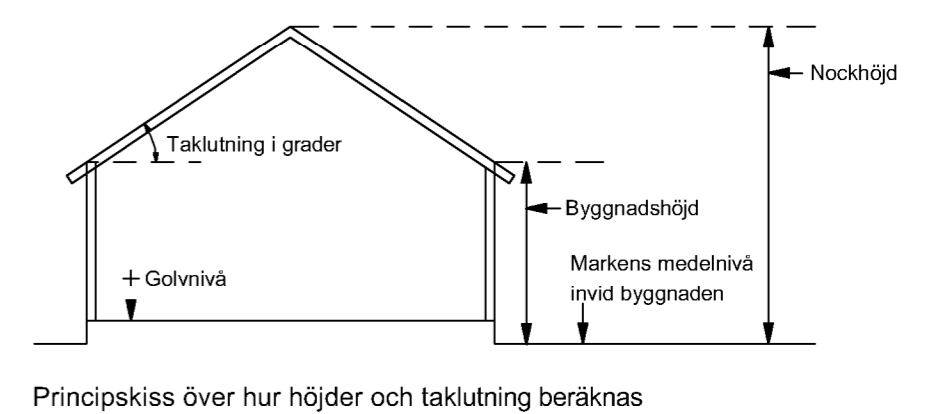 Nockhöjd
Taklutning i grader
Byggnadshöjd
Markens medelnivå
invid byggnaden
+ Golvnivå
Principskiss över hur höjder och taklutning beräknas